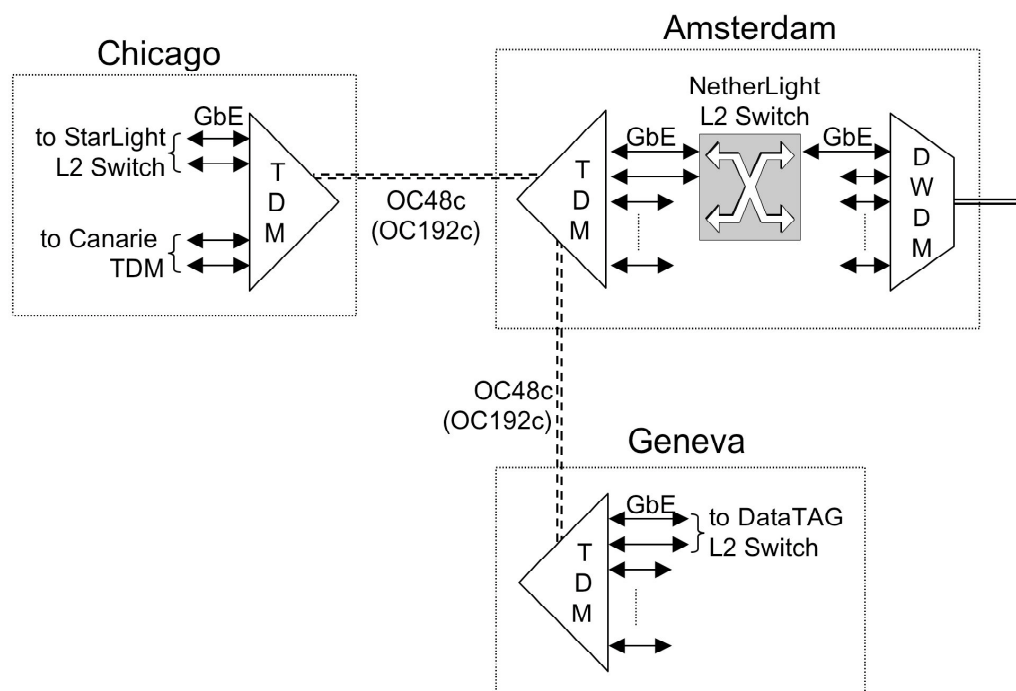 Chicago
Amsterdam
GbE
to StarLight
L2 Switch
to Canarie
TDM
T
D
M
OC48c
(OC192c)
T
D
M
GbE
NetherLight
L2 Switch
GbE
D
W
D
M
OC48c
(OC192c)
Geneva
T
D
M
GbE
to DataTAG
L2 Switch